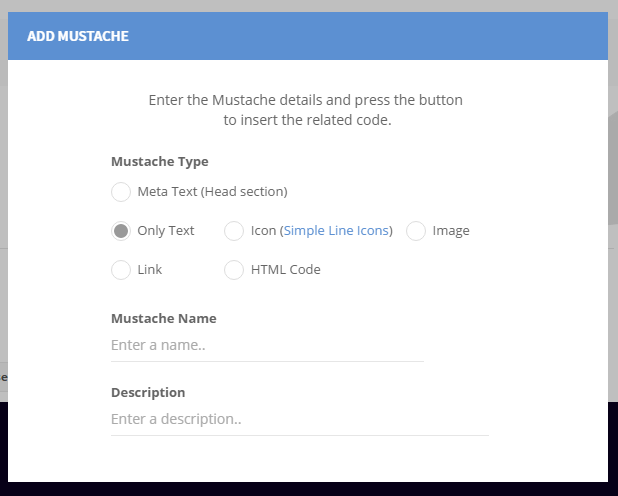 ADD MUSTACHE
Enter the Mustache details and press the button
to insert the related code.
Mustache Type
Meta Text (Head section)
Only Text Icon (Simple Line Icons) Image
Link HTML Code
Mustache Name
Enter a name..
Description
Enter a description..